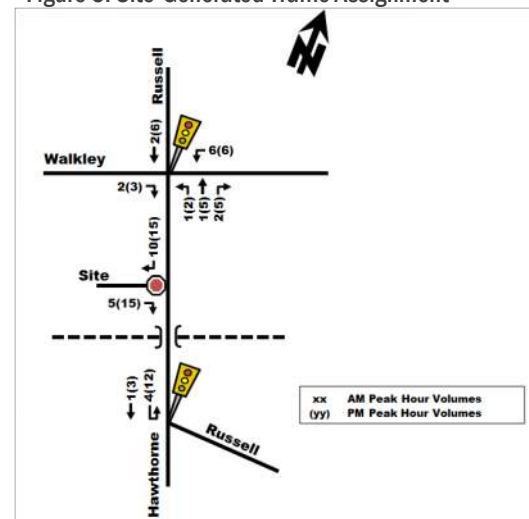 Figure 8: Site-Generated Traffic Assignment
N
Russell
2(6)
6(6)
Walkley
2(3)
1(2)
1(5)
2(5)
10(15)
Site
5(15)
1(3)
4(12)
xx AM Peak Hour Volumes
(yy) PM Peak Hour Volumes
Russell
Hawthorne